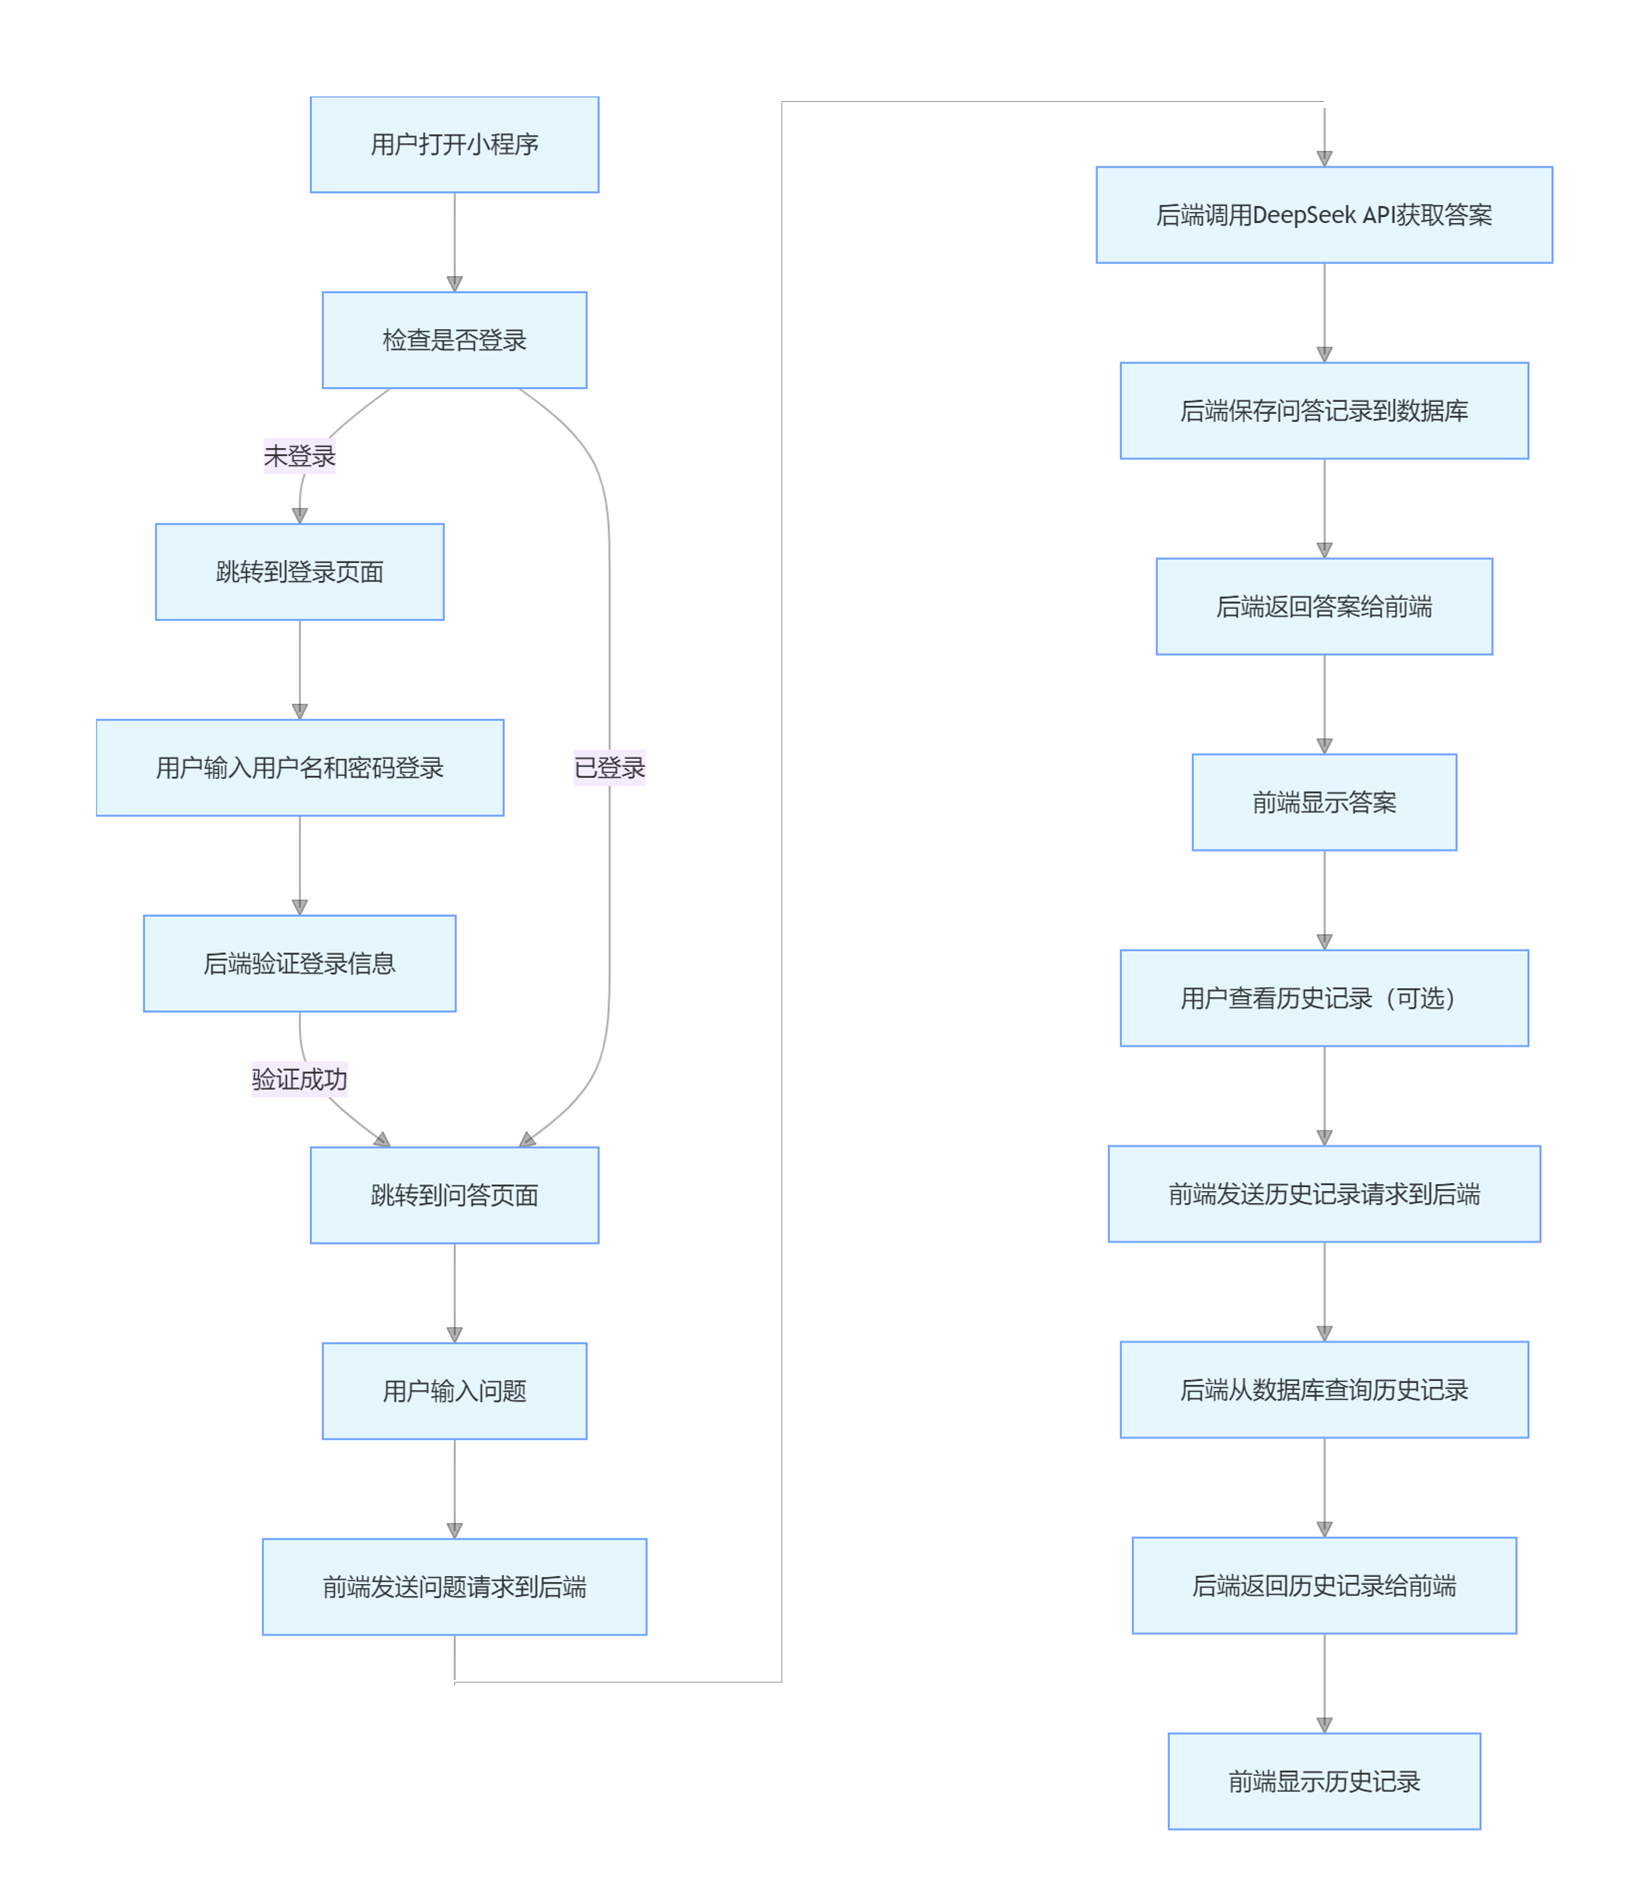 用户打开小程序
检查是否登录
未登录
跳转到登录页面
用户输入用户名和密码登录
已登录
后端验证登录信息
验证成功
跳转到问答页面
用户输入问题
前端发送问题请求到后端
后端调用DeepSeek API获取答案
后端保存问答记录到数据库
后端返回答案给前端
前端显示答案
用户查看历史记录（可选）
前端发送历史记录请求到后端
后端从数据库查询历史记录
后端返回历史记录给前端
前端显示历史记录